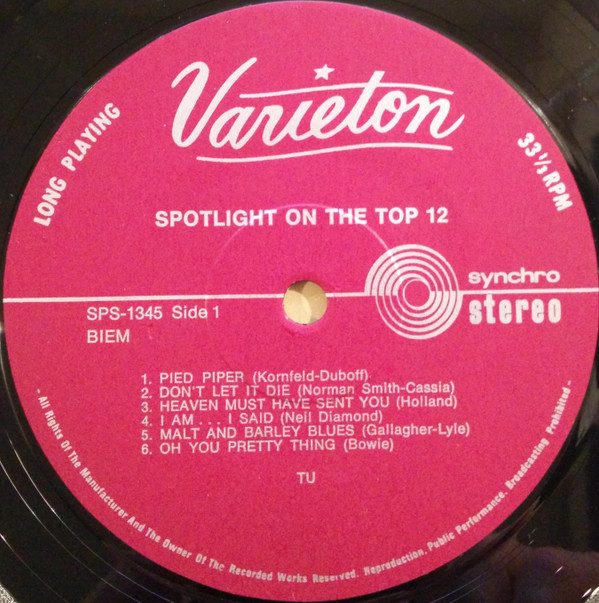 Varieton
LONG PLAYING
33 1/3 RPM
SPOTLIGHT ON THE TOP 12
synchro
stereo
SPS-1345 Side 1
BIEM
1. PIED PIPER (Kornfeld-Duboff)
2. DON'T LET IT DIE (Norman Smith-Cassia)
3. HEAVEN MUST HAVE SENT YOU (Holland)
4. I AM . . . I SAID (Neil Diamond)
5. MALT AND BARLEY BLUES (Gallagher-Lyle)
6. OH YOU PRETTY THING (Bowie)
TU
- All Rights Of The Manufacturer And The Owner Of The Recorded Works Reserved. Reproduction. Public Performance. Broadcasting Prohibited -